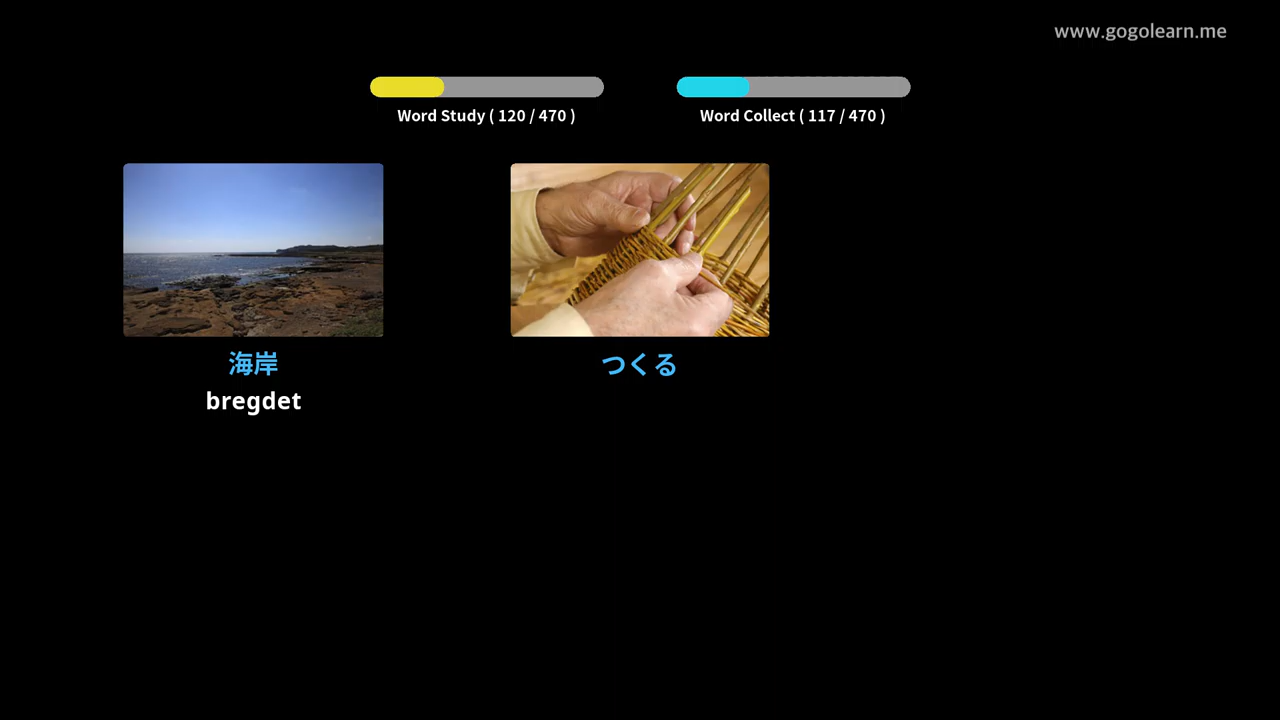 www.gogolearn.me
Word Study ( 120 / 470 )
Word Collect ( 117 / 470 )
海岸
bregdet
つくる